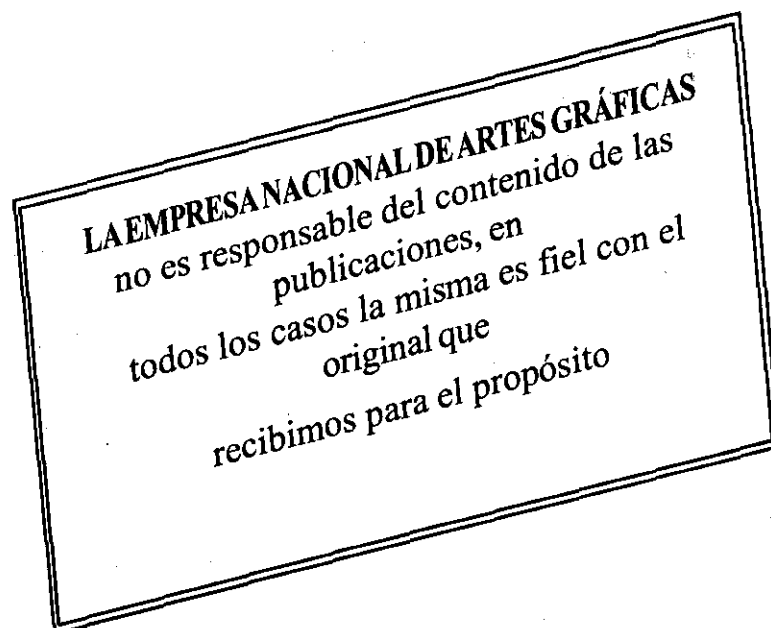 LA EMPRESA NACIONAL DE ARTES GRÁFICAS
no es responsable del contenido de las
publicaciones, en
todos los casos la misma es fiel con el
original que
recibimos para el propósito